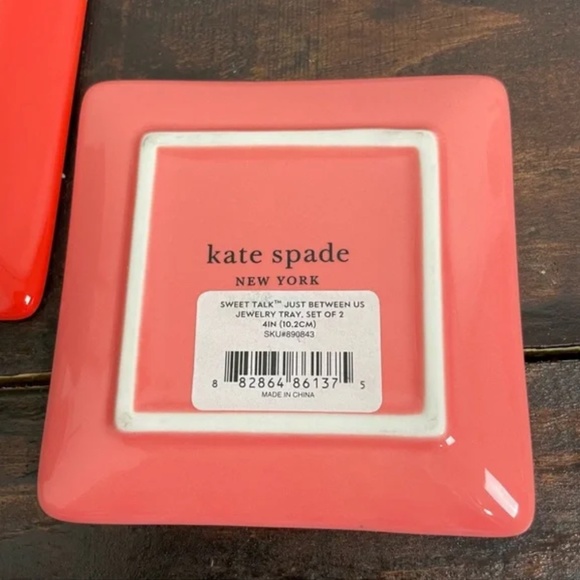 kate spade
NEW YORK
SWEET TALK™ JUST BETWEEN US
JEWELRY TRAY, SET OF 2
4IN (10.2CM)
SKU#890843
8 82864 86137 5
MADE IN CHINA